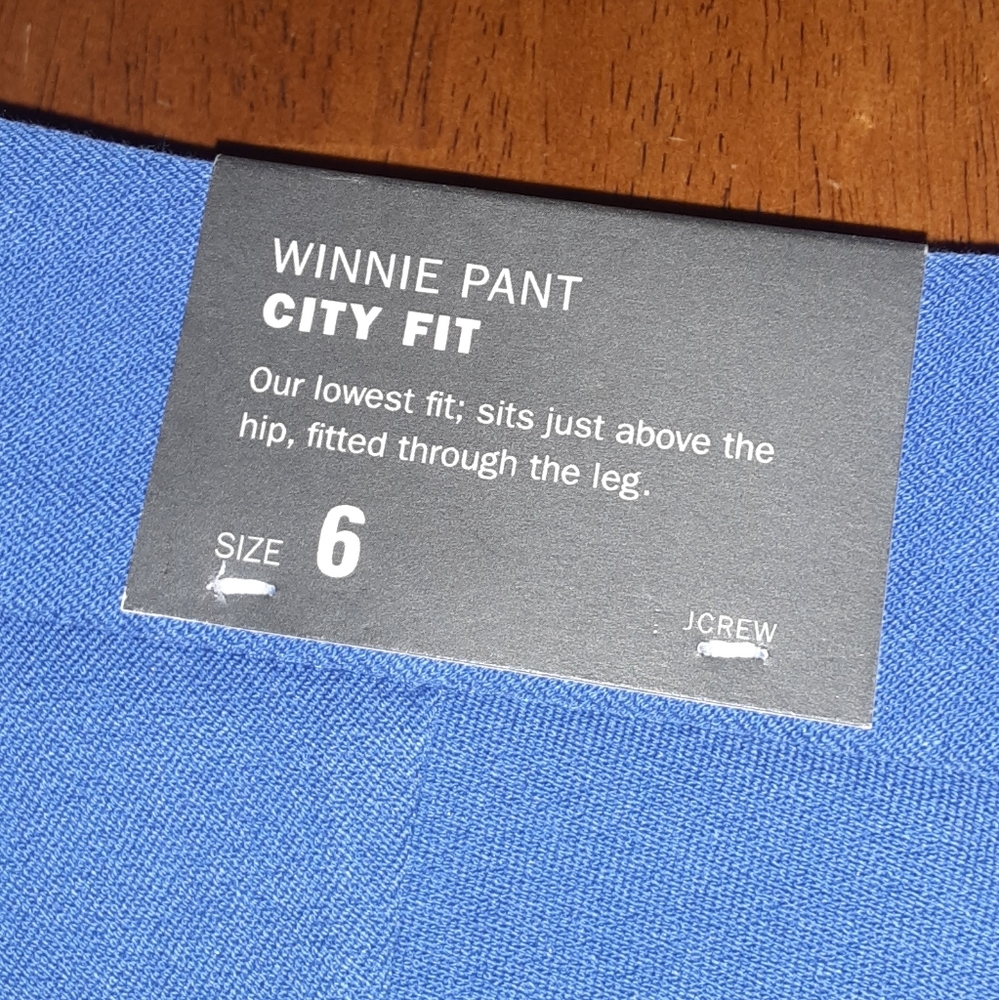 WINNIE PANT
CITY FIT
Our lowest fit; sits just above the
hip, fitted through the leg.
SIZE 6
JCREW